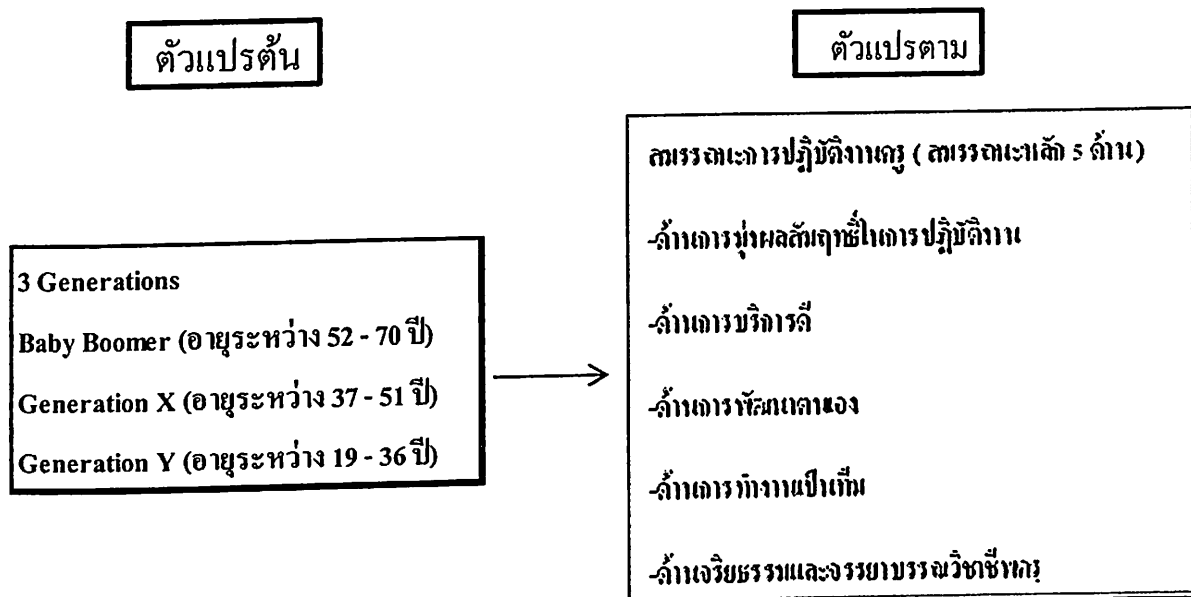 ตัวแปรต้น
ตัวแปรตาม
3 Generations
Baby Boomer (อายุระหว่าง 52 - 70 ปี)
Generation X (อายุระหว่าง 37 - 51 ปี)
Generation Y (อายุระหว่าง 19 - 36 ปี)
สมรรถนะการปฏิบัติงานครู ( สมรรถนะหลัก 5 ด้าน)
-ด้านการมุ่งผลสัมฤทธิ์ในการปฏิบัติงาน
-ด้านการบริการดี
-ด้านการพัฒนาตนเอง
-ด้านการทำงานเป็นทีม
-ด้านจริยธรรมและจรรยาบรรณวิชาชีพครู